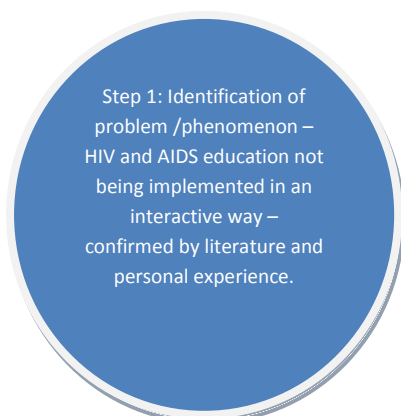 Step 1: Identification of
problem /phenomenon –
HIV and AIDS education not
being implemented in an
interactive way –
confirmed by literature and
personal experience.